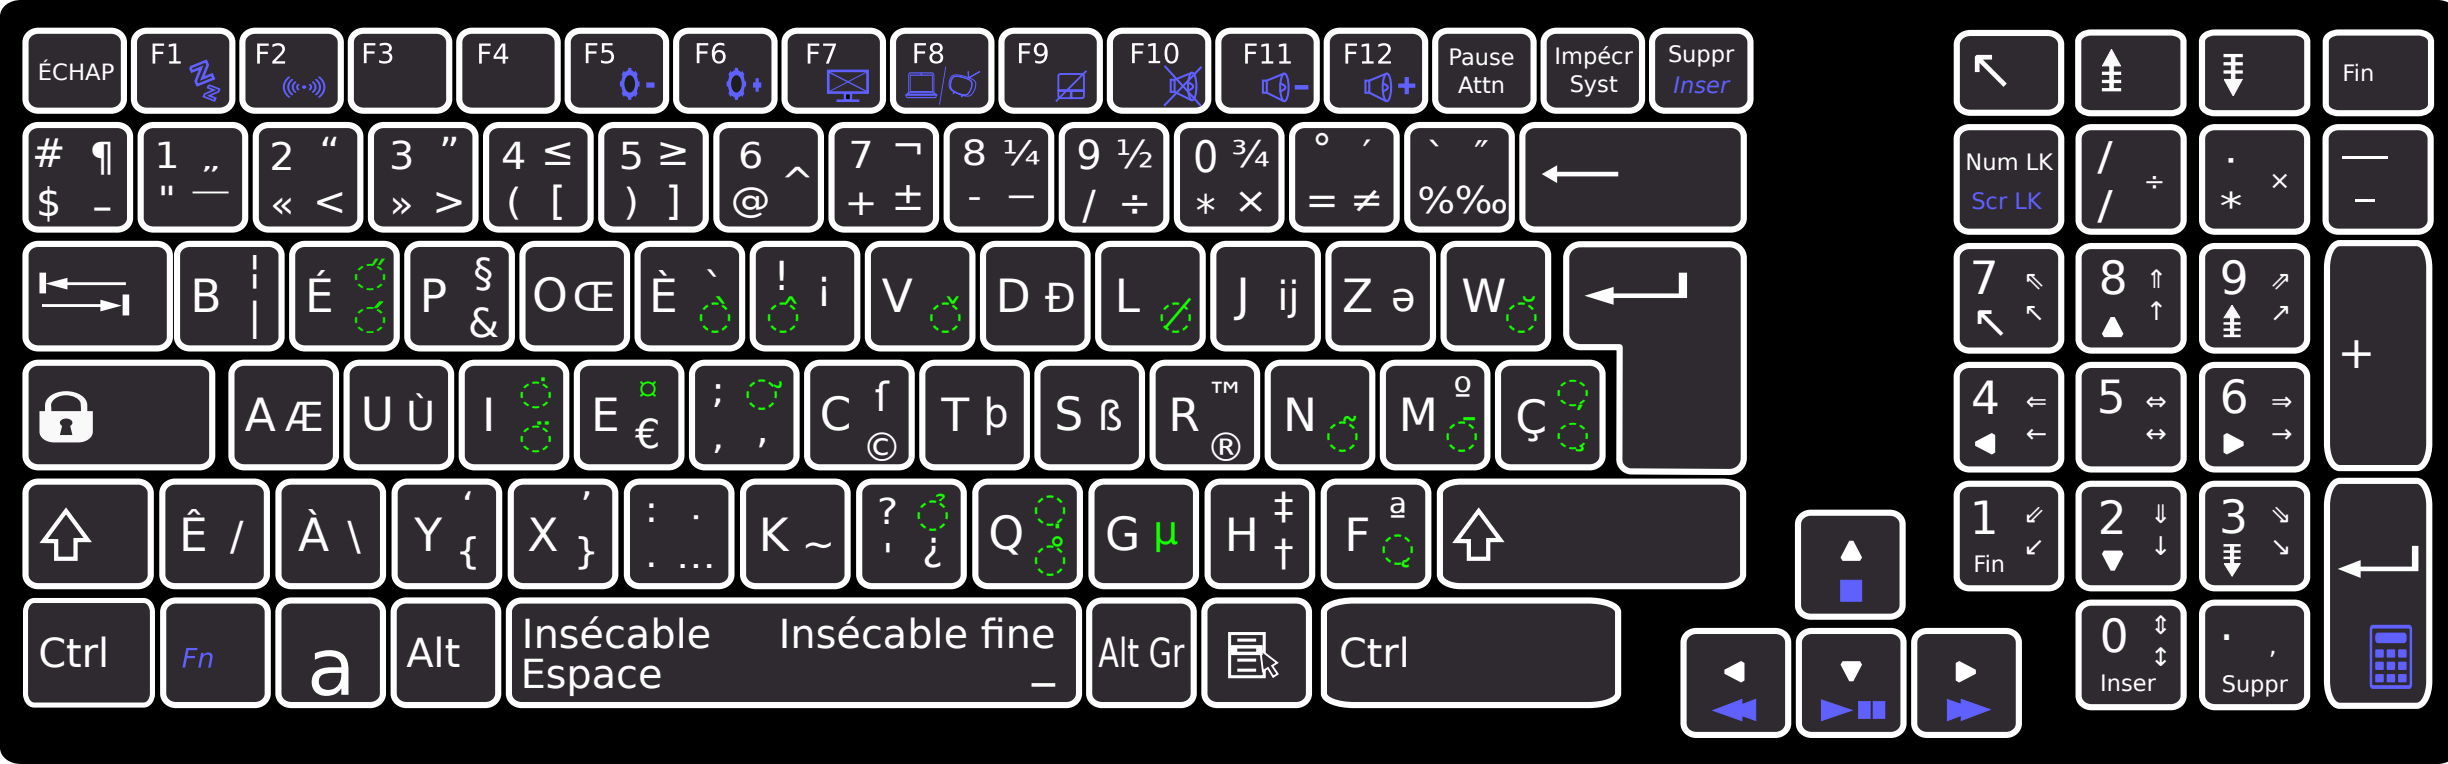 ÉCHAP F1 F2 F3 F4 F5 - F6 + F7 F8 / F9 F10 F11 - F12 + Pause Attn Impécr Syst Suppr Inser ↖ Fin
# ¶ $ – 1 „ " — 2 “ « < 3 ” » > 4 ≤ ( [ 5 ≥ ) ] 6 @ ^ 7 ¬ + ± 8 ¼ - − 9 ½ / ÷ 0 ¾ * × ° ´ = ≠ ` ˝ % ‰ ← Num LK Scr LK / / ÷ · * × — –
B ¦ | É P § & O Œ È ` ! ¡ V D Đ L J ij Z ə W 7 ⇖ ↖ ↖ 8 ⇑ ▲ ↑ 9 ⇗ ↗ +
A Æ U Ù I E ¤ € ; , ’ C ſ © T þ S ß R ™ ® N M º Ç 4 ⇐ ◀ ← 5 ⇔ ↔ 6 ⇒ ▶ →
Ê / À \ Y ‘ { X ’ } : · . … K ~ ? ' ¿ Q G µ H ‡ † F ª 1 ⇙ Fin ↙ 2 ⇓ ▼ ↓ 3 ⇘ ↘
Ctrl Fn a Alt Insécable Insécable fine Espace _ Alt Gr Ctrl 0 ⇕ Inser ↕ . , Suppr